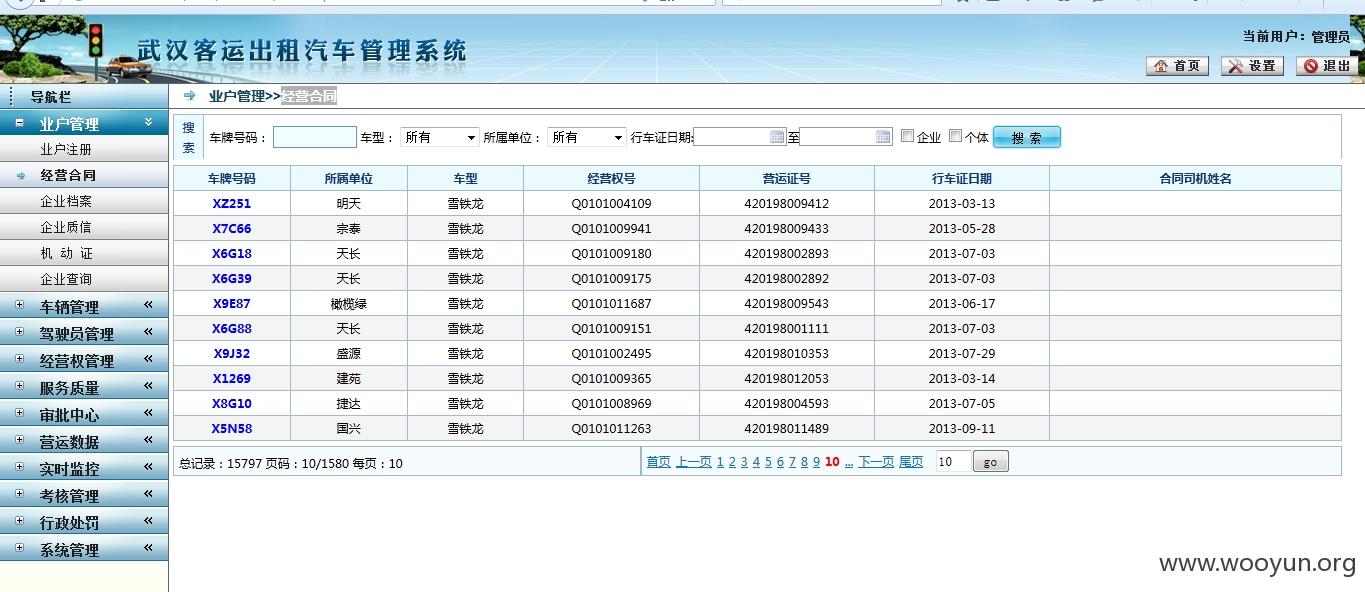 武汉客运出租汽车管理系统
当前用户：管理员
首页 设置 退出
导航栏
业户管理>>经营合同
业户管理
业户注册
经营合同
企业档案
企业质信
机 动 证
企业查询
车辆管理
驾驶员管理
经营权管理
服务质量
审批中心
营运数据
实时监控
考核管理
行政处罚
系统管理
搜索 车牌号码： 车型： 所有 所属单位： 所有 行车证日期: 至 企业 个体 搜 索
车牌号码 所属单位 车型 经营权号 营运证号 行车证日期 合同司机姓名
XZ251 明天 雪铁龙 Q0101004109 420198009412 2013-03-13
X7C66 宗泰 雪铁龙 Q0101009941 420198009433 2013-05-28
X6G18 天长 雪铁龙 Q0101009180 420198002893 2013-07-03
X6G39 天长 雪铁龙 Q0101009175 420198002892 2013-07-03
X9E87 橄榄绿 雪铁龙 Q0101011687 420198009543 2013-06-17
X6G88 天长 雪铁龙 Q0101009151 420198001111 2013-07-03
X9J32 盛源 雪铁龙 Q0101002495 420198010353 2013-07-29
X1269 建苑 雪铁龙 Q0101009365 420198012053 2013-03-14
X8G10 捷达 雪铁龙 Q0101008969 420198004593 2013-07-05
X5N58 国兴 雪铁龙 Q0101011263 420198011489 2013-09-11
总记录：15797 页码：10/1580 每页：10
首页 上一页 1 2 3 4 5 6 7 8 9 10 ... 下一页 尾页 10 go
www.wooyun.org